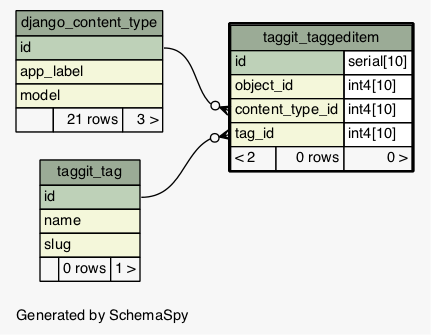 django_content_type
id
app_label
model
21 rows 3 >
taggit_taggeditem
id serial[10]
object_id int4[10]
content_type_id int4[10]
tag_id int4[10]
< 2 0 rows 0 >
taggit_tag
id
name
slug
0 rows 1 >
Generated by SchemaSpy